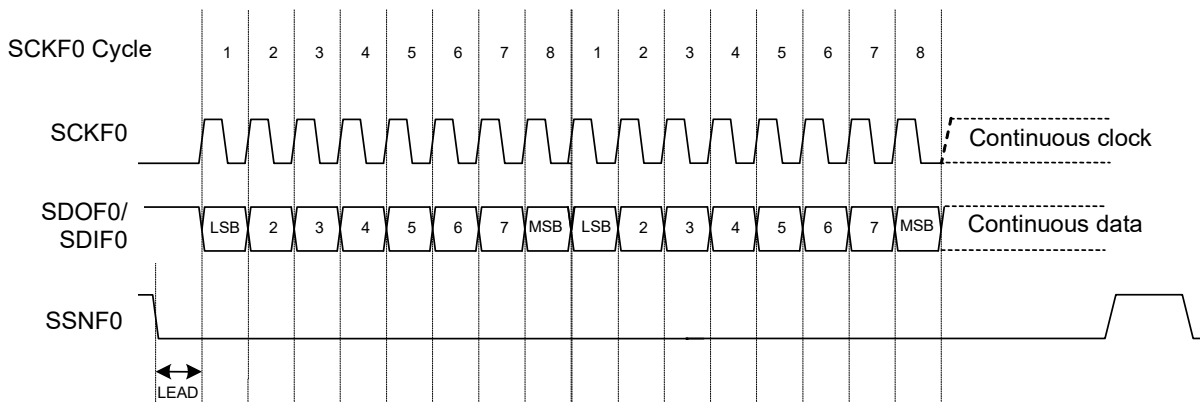 SCKF0 Cycle 1 2 3 4 5 6 7 8 1 2 3 4 5 6 7 8
SCKF0 Continuous clock
SDOF0/
SDIF0 LSB 2 3 4 5 6 7 MSB LSB 2 3 4 5 6 7 MSB Continuous data
SSNF0
LEAD